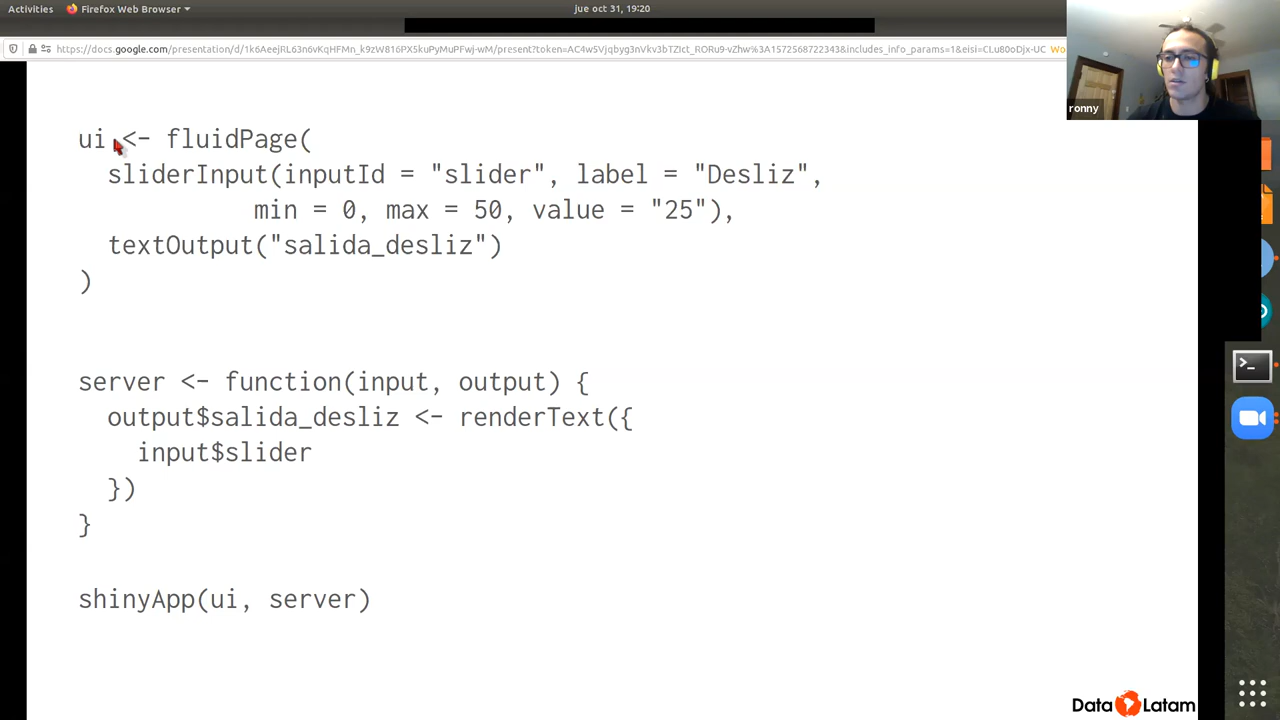 Activities
Firefox Web Browser
jue oct 31, 19:20
ronny
ui <- fluidPage(
sliderInput(inputId = "slider", label = "Desliz",
min = 0, max = 50, value = "25"),
textOutput("salida_desliz")
)
server <- function(input, output) {
output$salida_desliz <- renderText({
input$slider
})
}
shinyApp(ui, server)
Data Latam